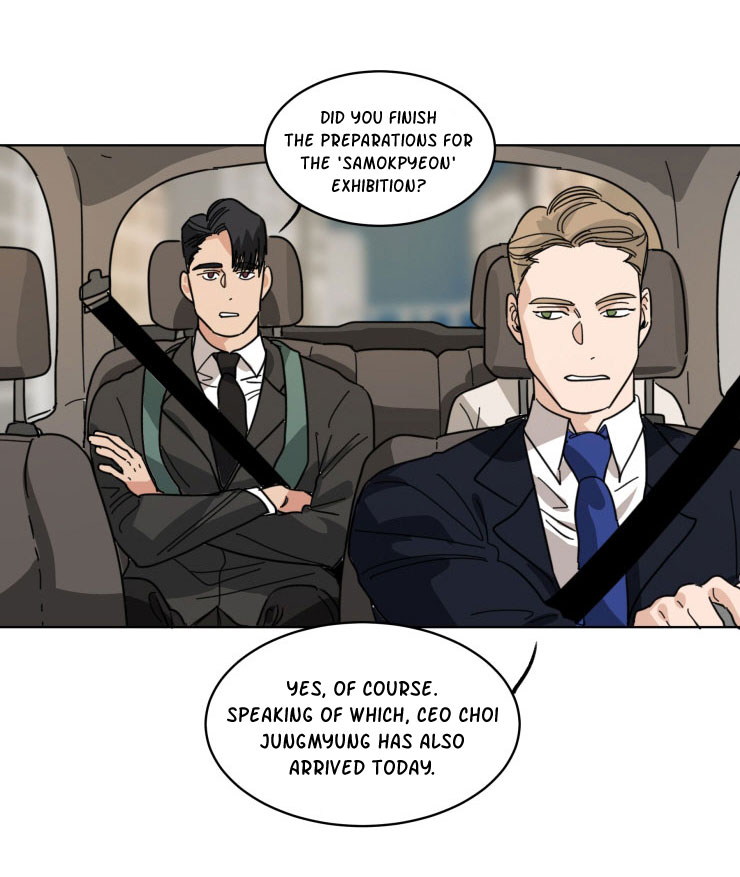 DID YOU FINISH
THE PREPARATIONS FOR
THE 'SAMOKPYEON'
EXHIBITION?
YES, OF COURSE.
SPEAKING OF WHICH, CEO CHOI
JUNGMYUNG HAS ALSO
ARRIVED TODAY.